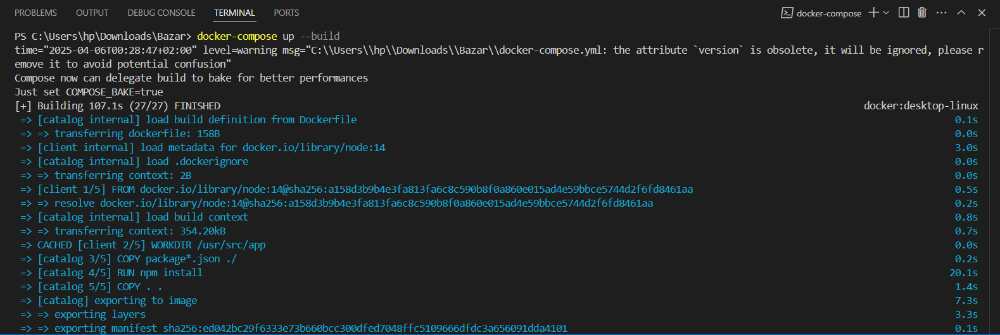 PROBLEMS OUTPUT DEBUG CONSOLE TERMINAL PORTS docker-compose
PS C:\Users\hp\Downloads\Bazar> docker-compose up --build
time="2025-04-06T00:28:47+02:00" level=warning msg="C:\\Users\\hp\\Downloads\\Bazar\\docker-compose.yml: the attribute `version` is obsolete, it will be ignored, please r
emove it to avoid potential confusion"
Compose now can delegate build to bake for better performances
Just set COMPOSE_BAKE=true
[+] Building 107.1s (27/27) FINISHED docker:desktop-linux
=> [catalog internal] load build definition from Dockerfile 0.1s
=> => transferring dockerfile: 158B 0.0s
=> [client internal] load metadata for docker.io/library/node:14 3.0s
=> [catalog internal] load .dockerignore 0.0s
=> => transferring context: 2B 0.0s
=> [client 1/5] FROM docker.io/library/node:14@sha256:a158d3b9b4e3fa813fa6c8c590b8f0a860e015ad4e59bbce5744d2f6fd8461aa 0.5s
=> => resolve docker.io/library/node:14@sha256:a158d3b9b4e3fa813fa6c8c590b8f0a860e015ad4e59bbce5744d2f6fd8461aa 0.2s
=> [catalog internal] load build context 0.8s
=> => transferring context: 354.20kB 0.7s
=> CACHED [client 2/5] WORKDIR /usr/src/app 0.0s
=> [catalog 3/5] COPY package*.json ./ 0.2s
=> [catalog 4/5] RUN npm install 20.1s
=> [catalog 5/5] COPY . . 1.4s
=> [catalog] exporting to image 7.3s
=> => exporting layers 3.3s
=> => exporting manifest sha256:ed042bc29f6333e73b660bcc300dfed7048ffc5109666dfdc3a656091dda4101 0.1s